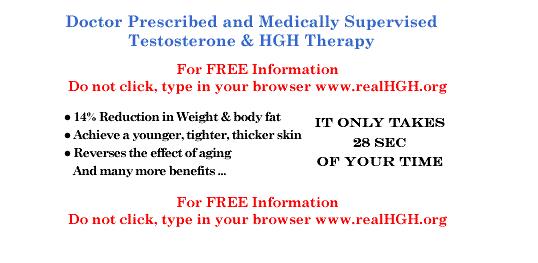 Doctor Prescribed and Medically Supervised
Testosterone & HGH Therapy
For FREE Information
Do not click, type in your browser www.realHGH.org
● 14% Reduction in Weight & body fat
● Achieve a younger, tighter, thicker skin
● Reverses the effect of aging
And many more benefits ...
IT ONLY TAKES
28 SEC
OF YOUR TIME
For FREE Information
Do not click, type in your browser www.realHGH.org